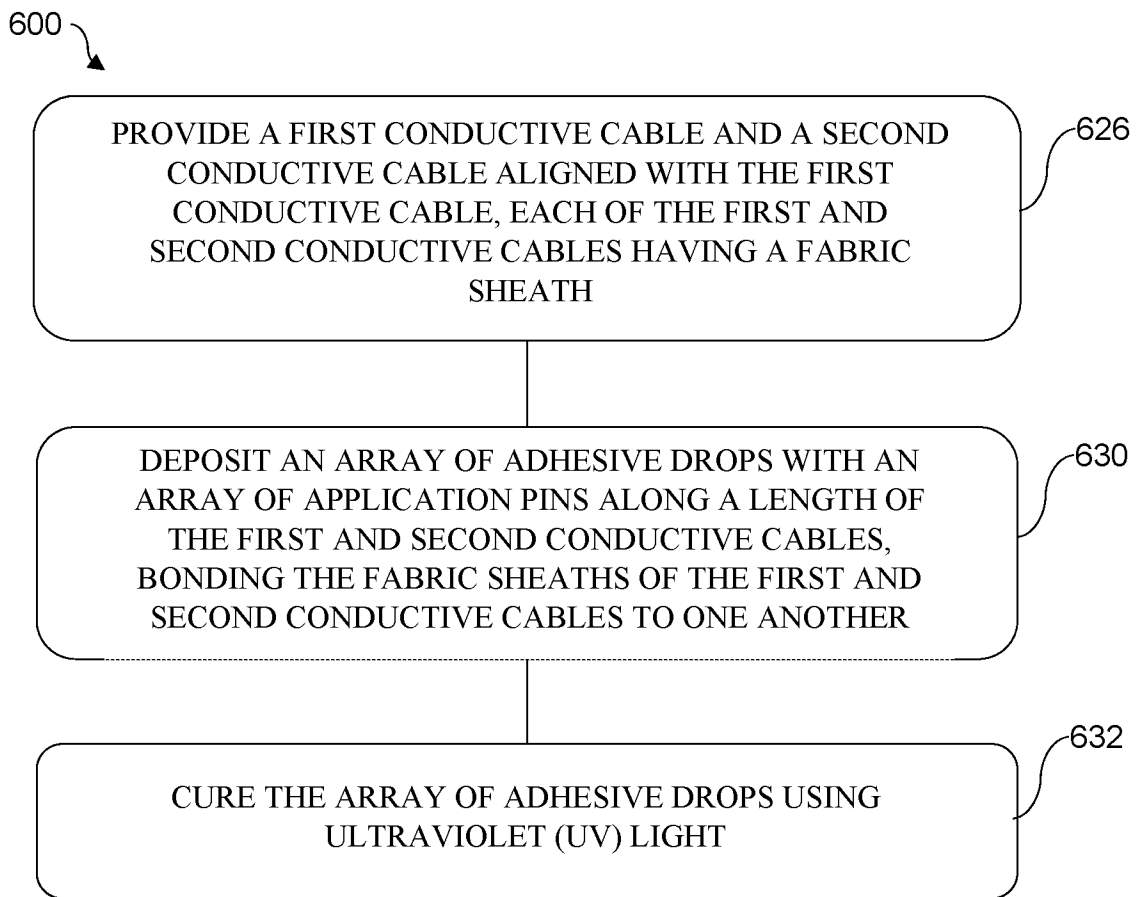 600
PROVIDE A FIRST CONDUCTIVE CABLE AND A SECOND
CONDUCTIVE CABLE ALIGNED WITH THE FIRST
CONDUCTIVE CABLE, EACH OF THE FIRST AND
SECOND CONDUCTIVE CABLES HAVING A FABRIC
SHEATH
626
DEPOSIT AN ARRAY OF ADHESIVE DROPS WITH AN
ARRAY OF APPLICATION PINS ALONG A LENGTH OF
THE FIRST AND SECOND CONDUCTIVE CABLES,
BONDING THE FABRIC SHEATHS OF THE FIRST AND
SECOND CONDUCTIVE CABLES TO ONE ANOTHER
630
CURE THE ARRAY OF ADHESIVE DROPS USING
ULTRAVIOLET (UV) LIGHT
632